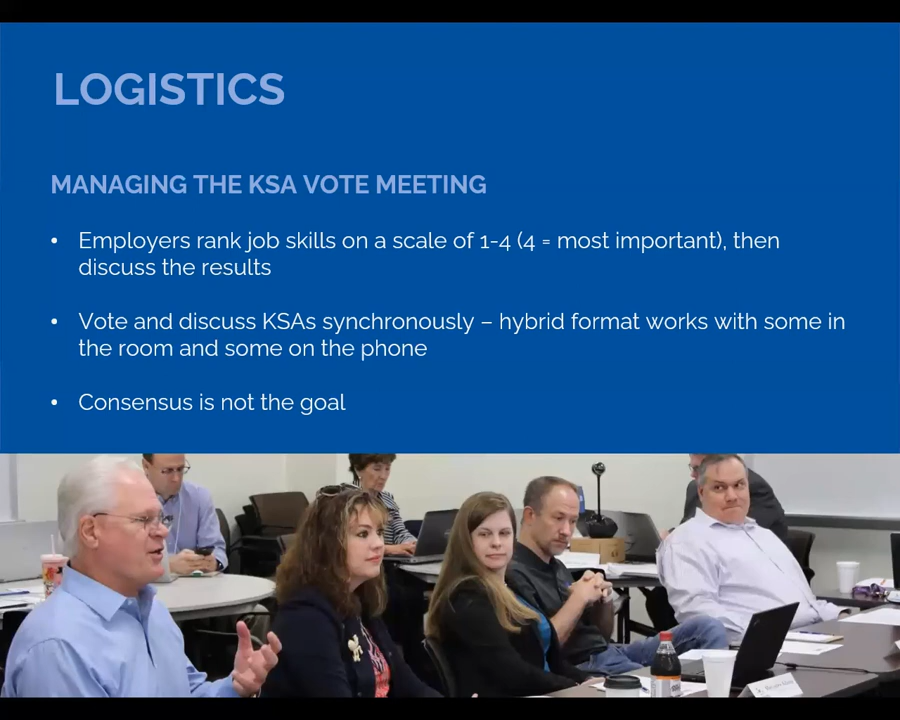 LOGISTICS
MANAGING THE KSA VOTE MEETING
• Employers rank job skills on a scale of 1-4 (4 = most important), then
discuss the results
• Vote and discuss KSAs synchronously – hybrid format works with some in
the room and some on the phone
• Consensus is not the goal